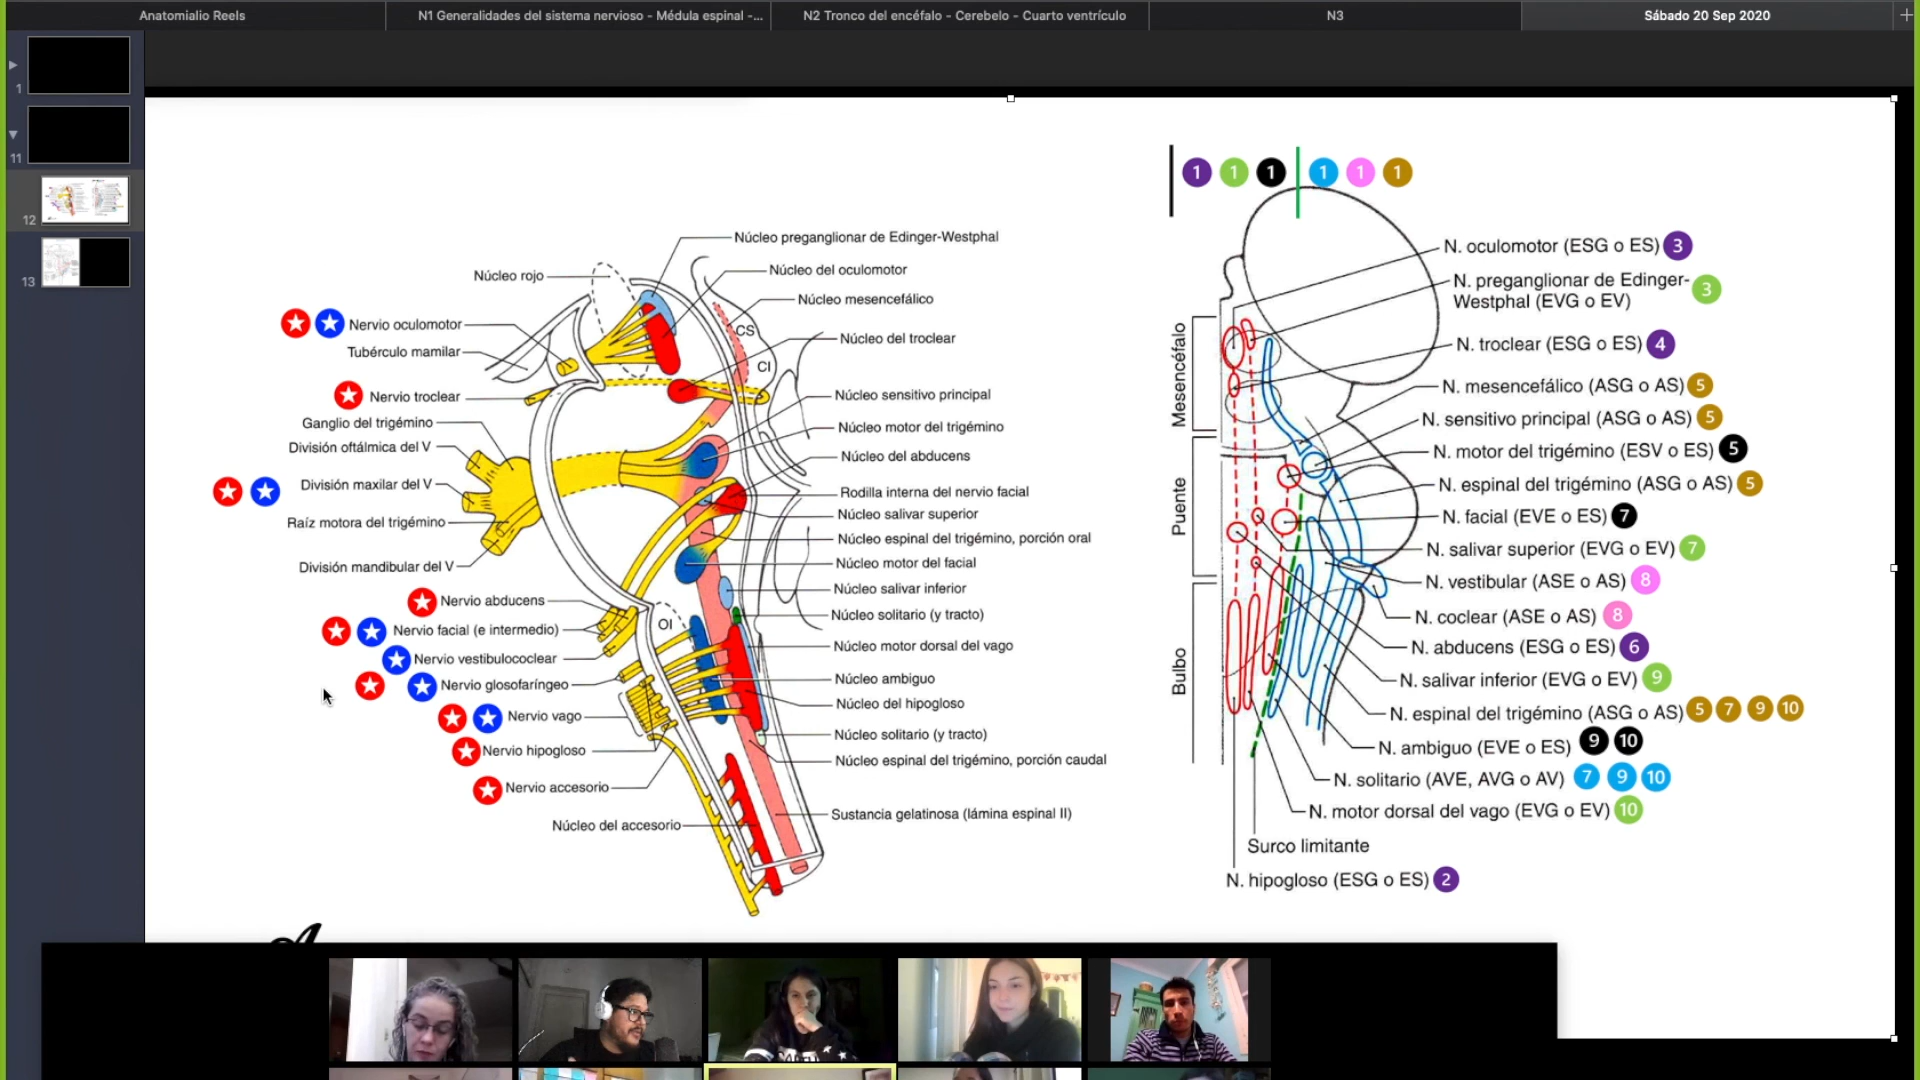 Anatomialio Reels
N1 Generalidades del sistema nervioso - Médula espinal -...
N2 Tronco del encéfalo - Cerebelo - Cuarto ventrículo
N3
Sábado 20 Sep 2020
1
11
12
13
Núcleo preganglionar de Edinger-Westphal
Núcleo rojo
Núcleo del oculomotor
Núcleo mesencefálico
Nervio oculomotor
CS
Núcleo del troclear
Tubérculo mamilar
CI
Nervio troclear
Núcleo sensitivo principal
Ganglio del trigémino
Núcleo motor del trigémino
División oftálmica del V
Núcleo del abducens
División maxilar del V
Rodilla interna del nervio facial
Núcleo salivar superior
Raíz motora del trigémino
Núcleo espinal del trigémino, porción oral
División mandibular del V
Núcleo motor del facial
Núcleo salivar inferior
Nervio abducens
Núcleo solitario (y tracto)
OI
Nervio facial (e intermedio)
Núcleo motor dorsal del vago
Nervio vestibulococlear
Núcleo ambiguo
Nervio glosofaríngeo
Núcleo del hipogloso
Nervio vago
Núcleo solitario (y tracto)
Nervio hipogloso
Núcleo espinal del trigémino, porción caudal
Nervio accesorio
Sustancia gelatinosa (lámina espinal II)
Núcleo del accesorio
1 1 1 1 1 1
Mesencéfalo
Puente
Bulbo
N. oculomotor (ESG o ES) 3
N. preganglionar de Edinger-
Westphal (EVG o EV) 3
N. troclear (ESG o ES) 4
N. mesencefálico (ASG o AS) 5
N. sensitivo principal (ASG o AS) 5
N. motor del trigémino (ESV o ES) 5
N. espinal del trigémino (ASG o AS) 5
N. facial (EVE o ES) 7
N. salivar superior (EVG o EV) 7
N. vestibular (ASE o AS) 8
N. coclear (ASE o AS) 8
N. abducens (ESG o ES) 6
N. salivar inferior (EVG o EV) 9
N. espinal del trigémino (ASG o AS) 5 7 9 10
N. ambiguo (EVE o ES) 9 10
N. solitario (AVE, AVG o AV) 7 9 10
N. motor dorsal del vago (EVG o EV) 10
Surco limitante
N. hipogloso (ESG o ES) 2